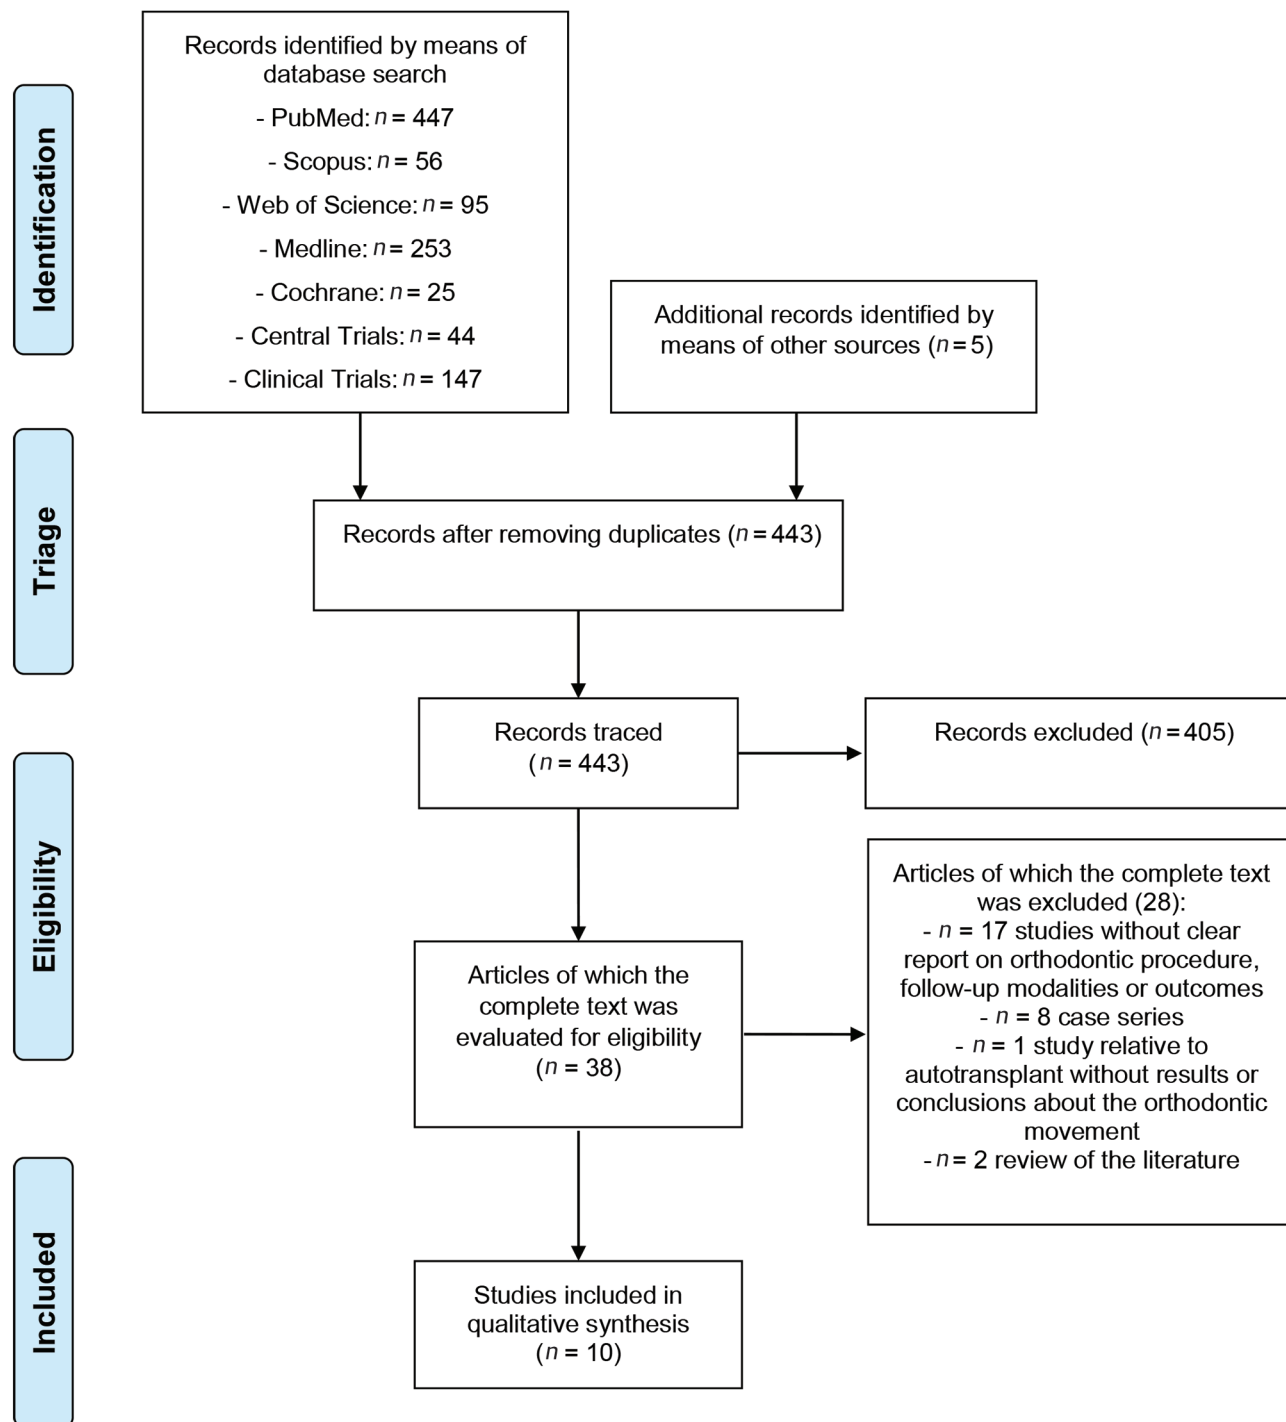 Identification
Records identified by means of
database search
- PubMed: n = 447
- Scopus: n = 56
- Web of Science: n = 95
- Medline: n = 253
- Cochrane: n = 25
- Central Trials: n = 44
- Clinical Trials: n = 147
Additional records identified by
means of other sources (n = 5)
Triage
Records after removing duplicates (n = 443)
Records traced
(n = 443)
Records excluded (n = 405)
Eligibility
Articles of which the
complete text was
evaluated for eligibility
(n = 38)
Articles of which the complete text
was excluded (28):
- n = 17 studies without clear
report on orthodontic procedure,
follow-up modalities or outcomes
- n = 8 case series
- n = 1 study relative to
autotransplant without results or
conclusions about the orthodontic
movement
- n = 2 review of the literature
Included
Studies included in
qualitative synthesis
(n = 10)